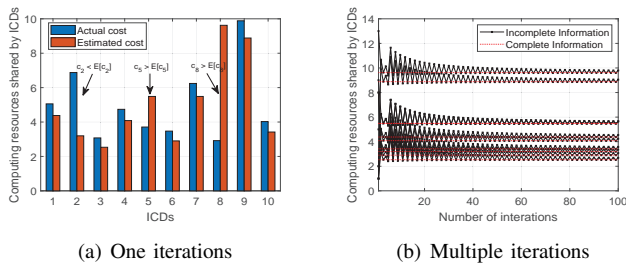 Computing resources shared by ICDs
10
8
6
4
2
0
Actual cost
Estimated cost
c2 < E[c2]
c5 > E[c5]
c8 > E[c8]
1 2 3 4 5 6 7 8 9 10
ICDs
(a) One iterations
Computing resources shared by ICDs
14
12
10
8
6
4
2
0
Incomplete Information
Complete Information
20 40 60 80 100
Number of interations
(b) Multiple iterations